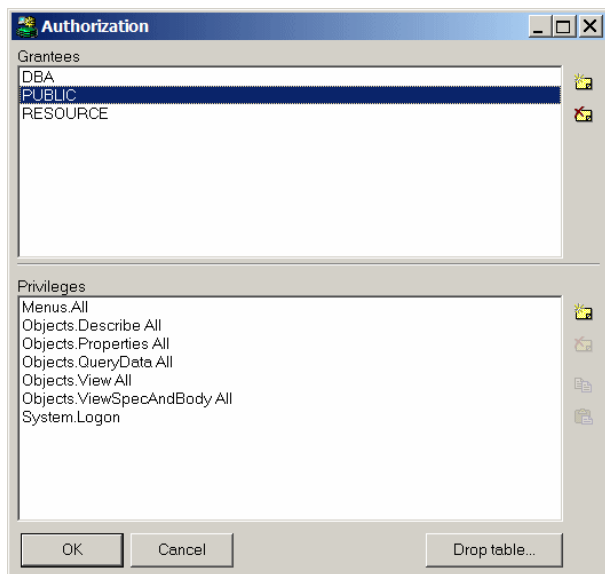 Authorization
Grantees
DBA
PUBLIC
RESOURCE
Privileges
Menus.All
Objects.Describe All
Objects.Properties All
Objects.QueryData All
Objects.View All
Objects.ViewSpecAndBody All
System.Logon
OK Cancel Drop table...